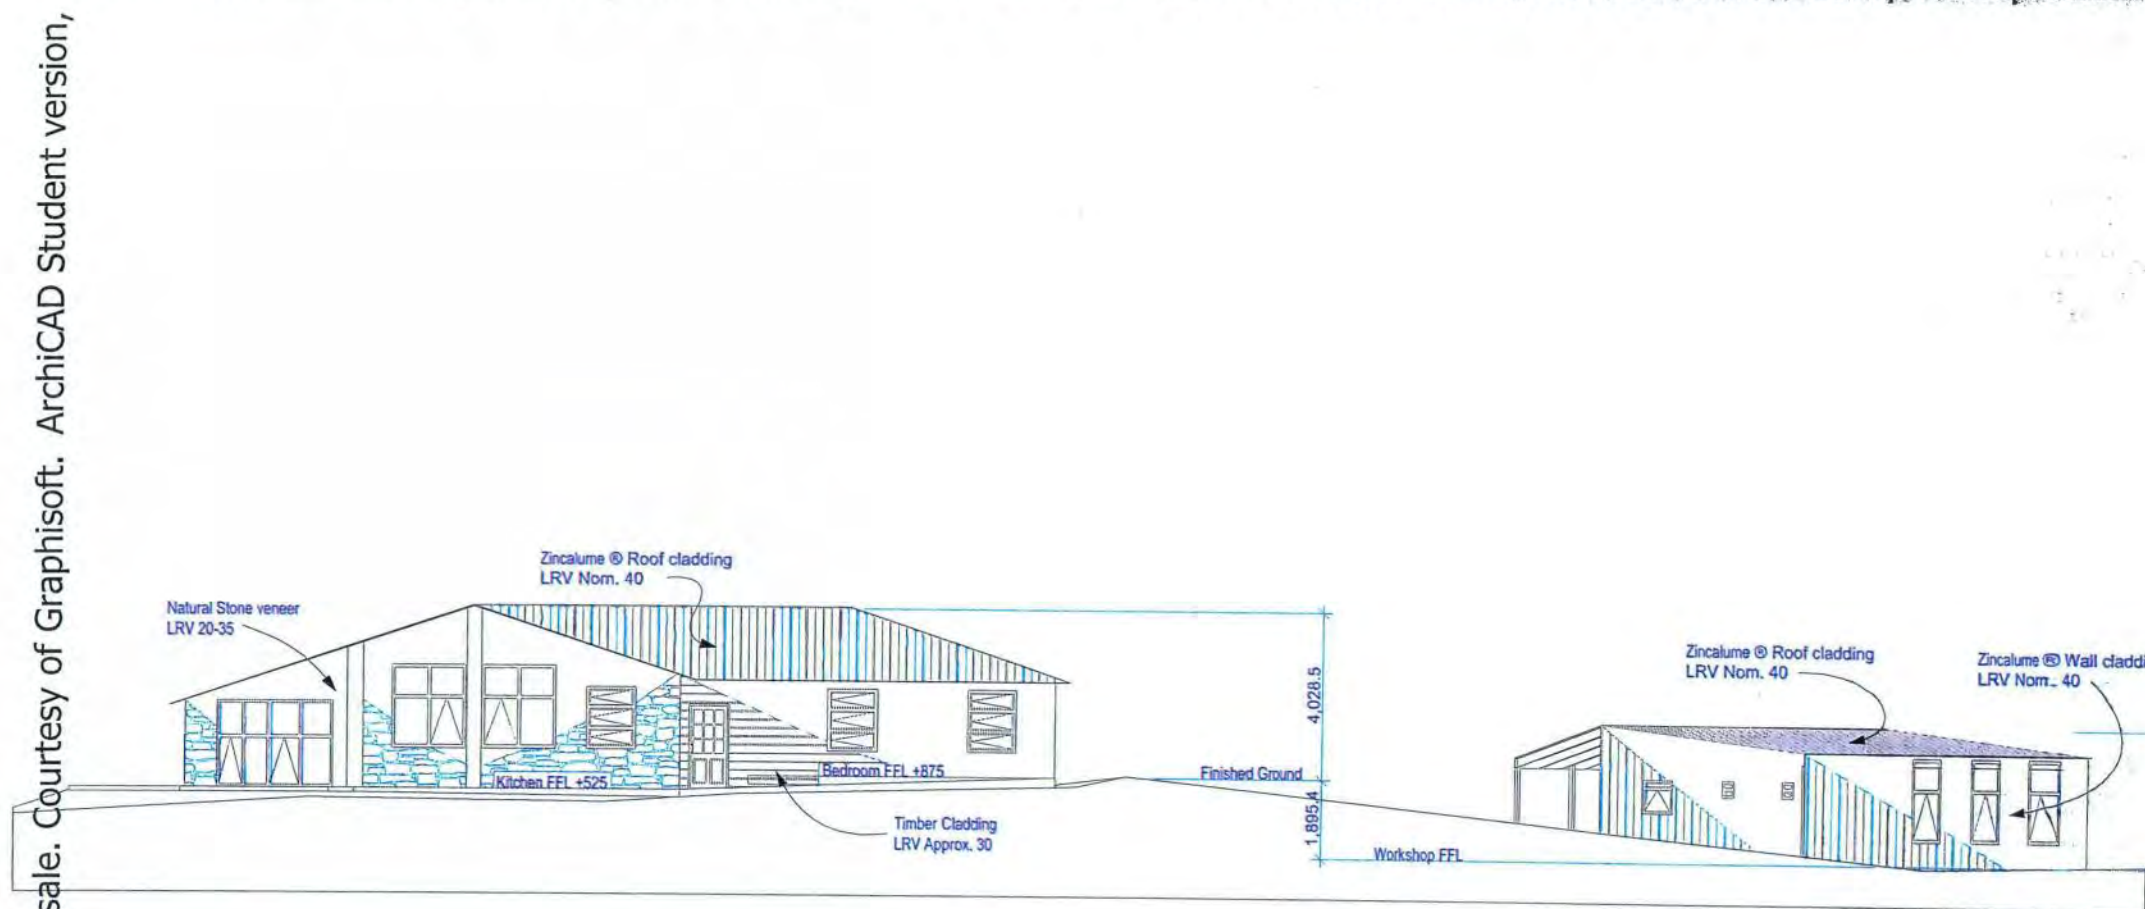 sale. Courtesy of Graphisoft. ArchiCAD Student version,
Zincalume ® Roof cladding
LRV Nom. 40
Natural Stone veneer
LRV 20-35
Kitchen FFL +525
Bedroom FFL +875
Timber Cladding
LRV Approx. 30
4,028.5
Finished Ground
1,895.4
Workshop FFL
Zincalume ® Roof cladding
LRV Nom. 40
Zincalume ® Wall claddi
LRV Nom. 40